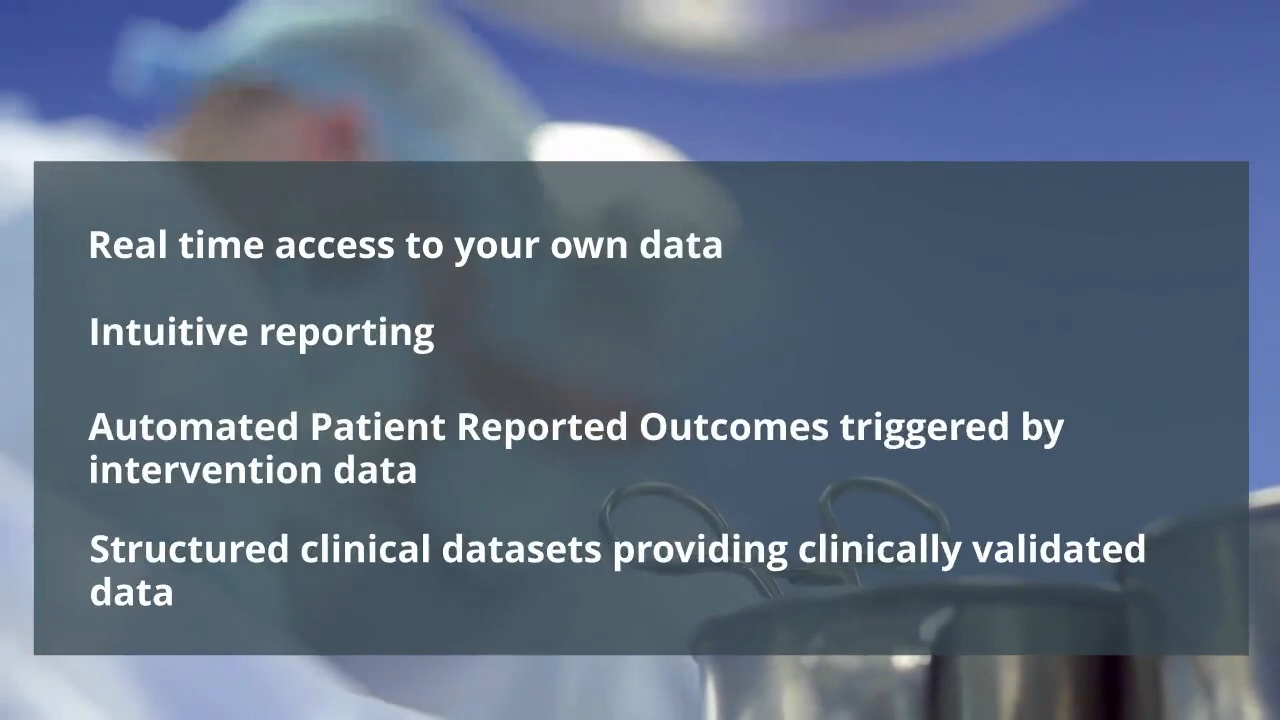 Real time access to your own data
Intuitive reporting
Automated Patient Reported Outcomes triggered by
intervention data
Structured clinical datasets providing clinically validated
data